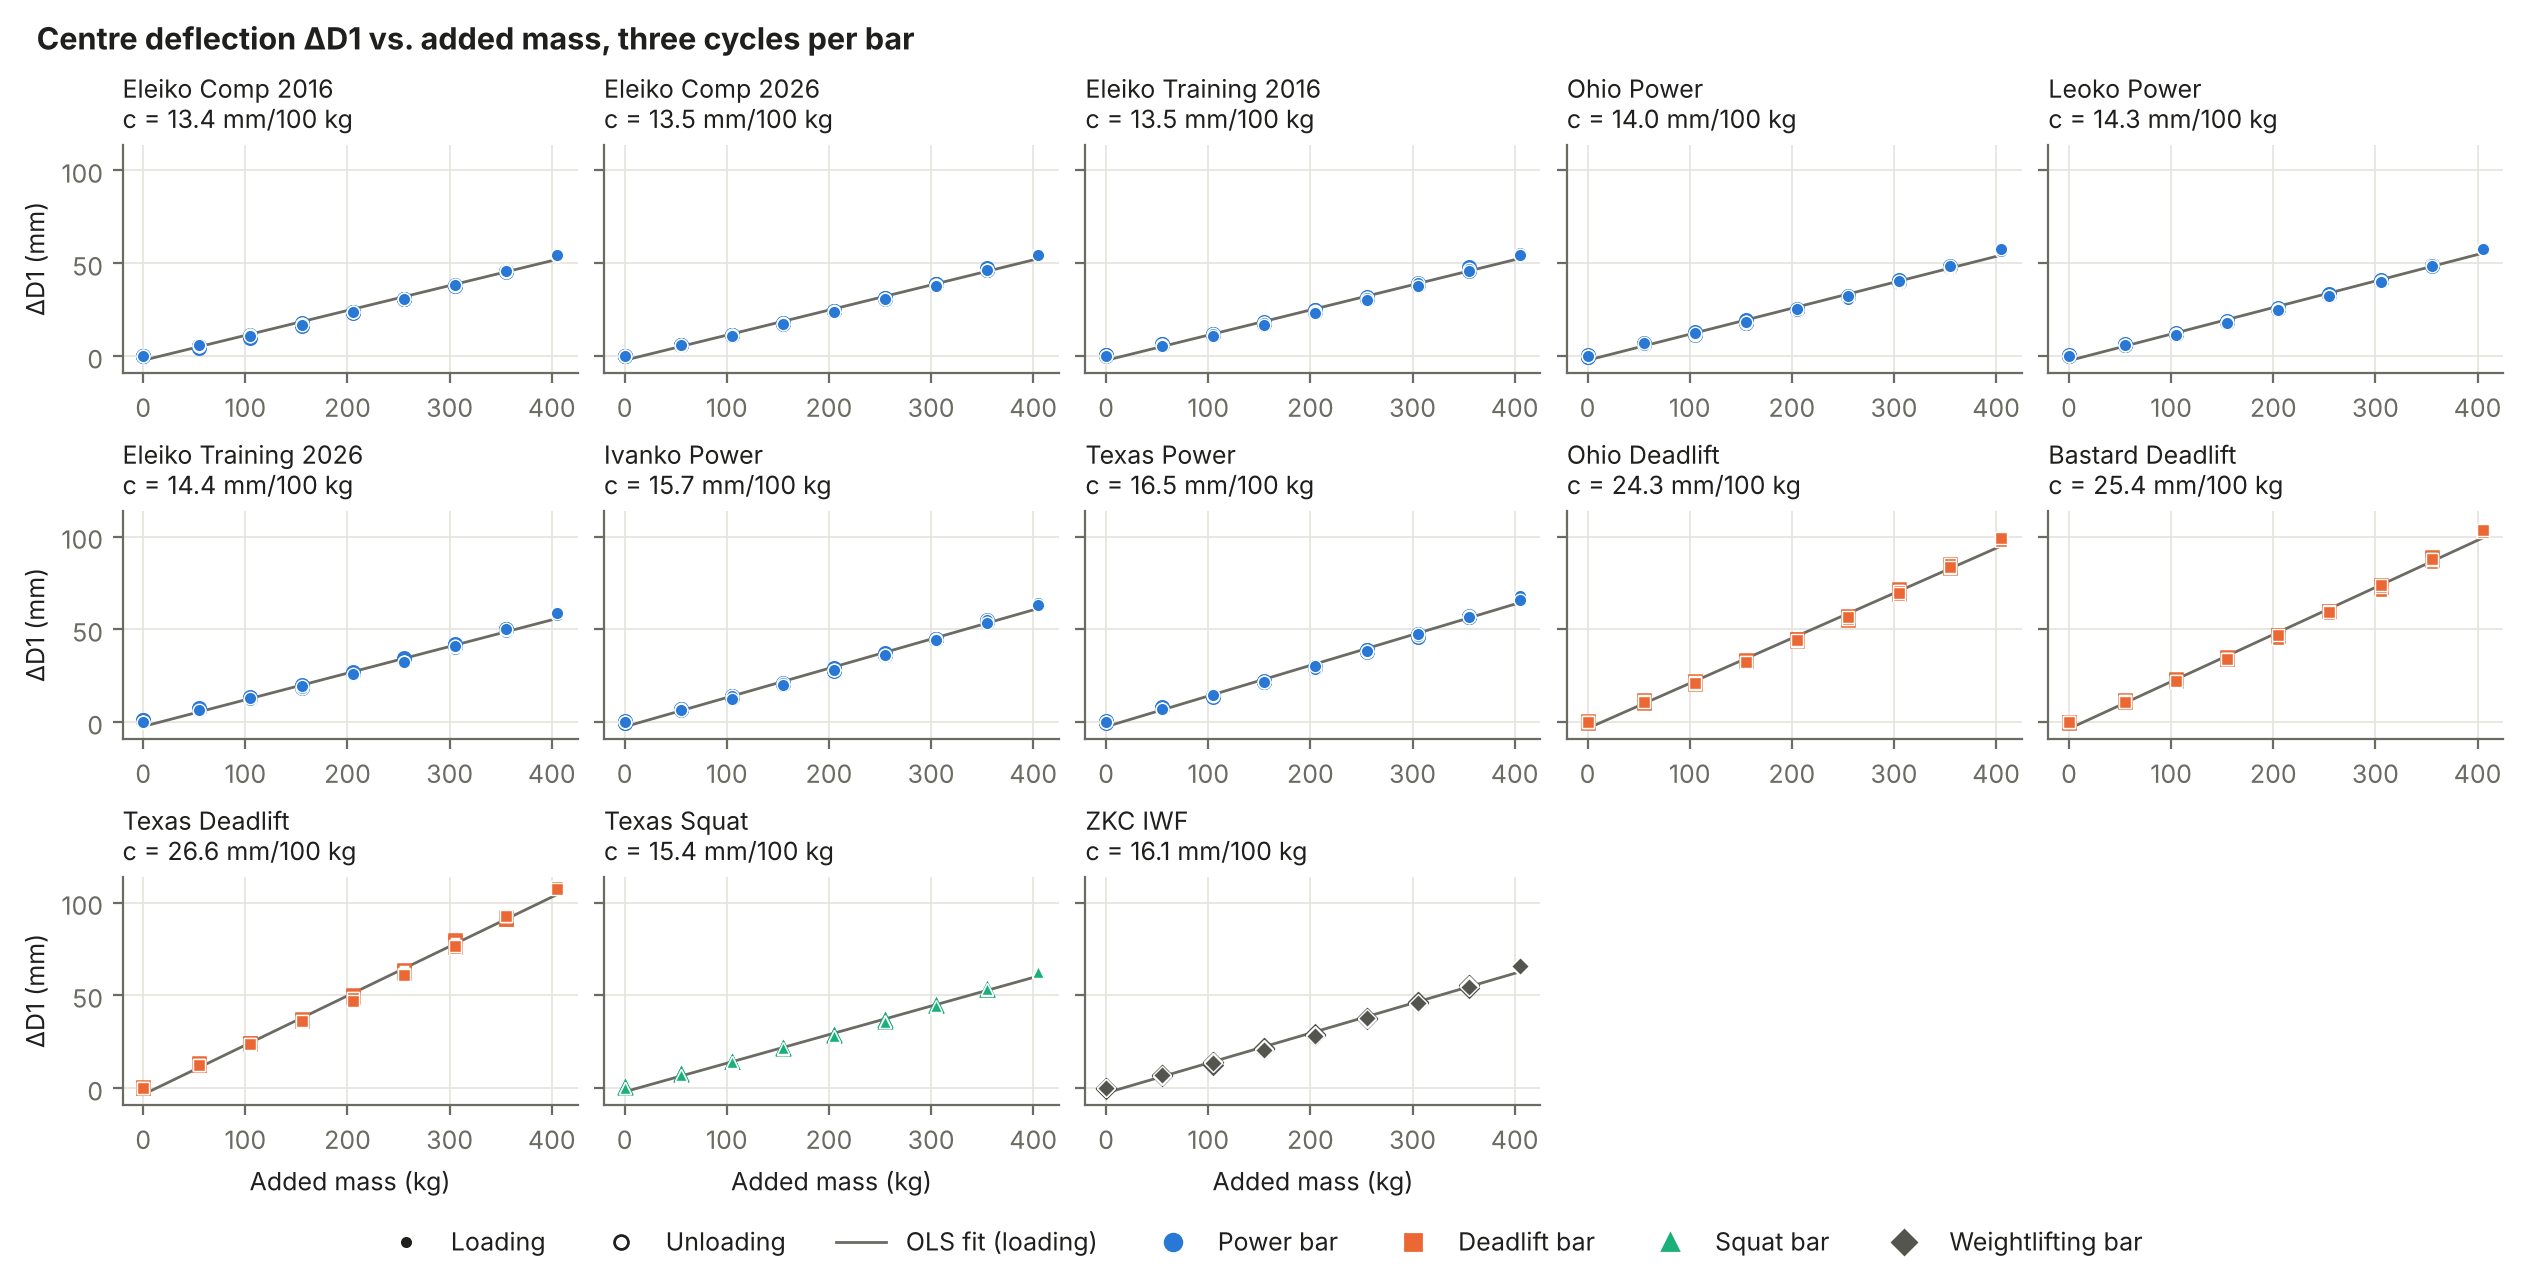 Centre deflection ΔD1 vs. added mass, three cycles per bar
Eleiko Comp 2016
c = 13.4 mm/100 kg
Eleiko Comp 2026
c = 13.5 mm/100 kg
Eleiko Training 2016
c = 13.5 mm/100 kg
Ohio Power
c = 14.0 mm/100 kg
Leoko Power
c = 14.3 mm/100 kg
ΔD1 (mm)
100
50
0
0 100 200 300 400
0 100 200 300 400
0 100 200 300 400
0 100 200 300 400
0 100 200 300 400
Eleiko Training 2026
c = 14.4 mm/100 kg
Ivanko Power
c = 15.7 mm/100 kg
Texas Power
c = 16.5 mm/100 kg
Ohio Deadlift
c = 24.3 mm/100 kg
Bastard Deadlift
c = 25.4 mm/100 kg
ΔD1 (mm)
100
50
0
0 100 200 300 400
0 100 200 300 400
0 100 200 300 400
0 100 200 300 400
0 100 200 300 400
Texas Deadlift
c = 26.6 mm/100 kg
Texas Squat
c = 15.4 mm/100 kg
ZKC IWF
c = 16.1 mm/100 kg
ΔD1 (mm)
100
50
0
0 100 200 300 400
0 100 200 300 400
0 100 200 300 400
Added mass (kg)
Added mass (kg)
Added mass (kg)
Loading
Unloading
OLS fit (loading)
Power bar
Deadlift bar
Squat bar
Weightlifting bar